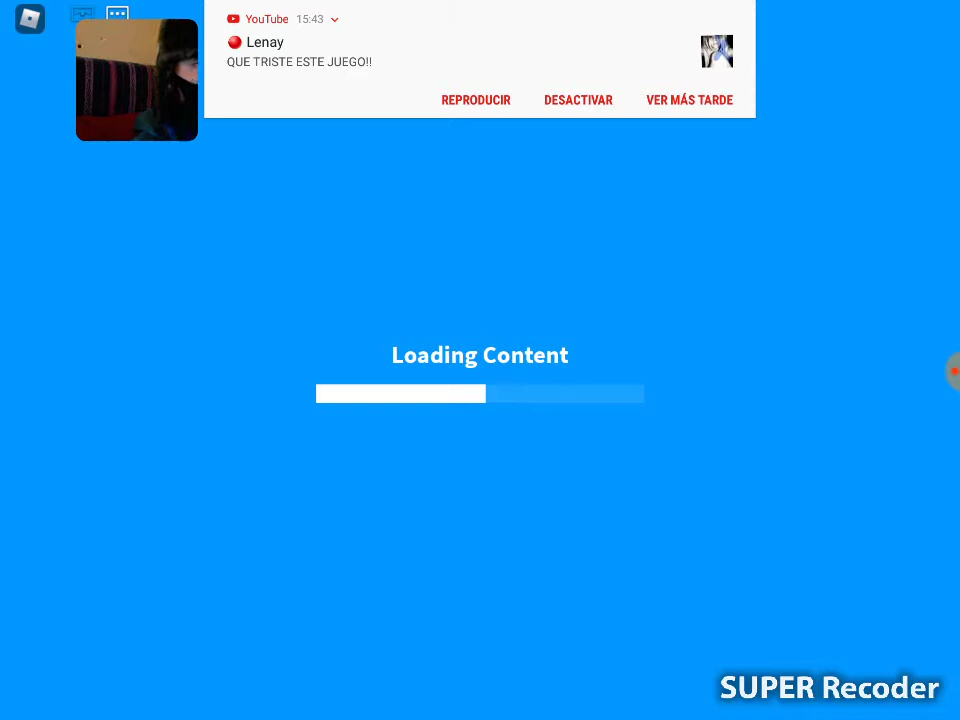 YouTube 15:43
Lenay
QUE TRISTE ESTE JUEGO!!
REPRODUCIR DESACTIVAR VER MÁS TARDE
Loading Content
SUPER Recoder